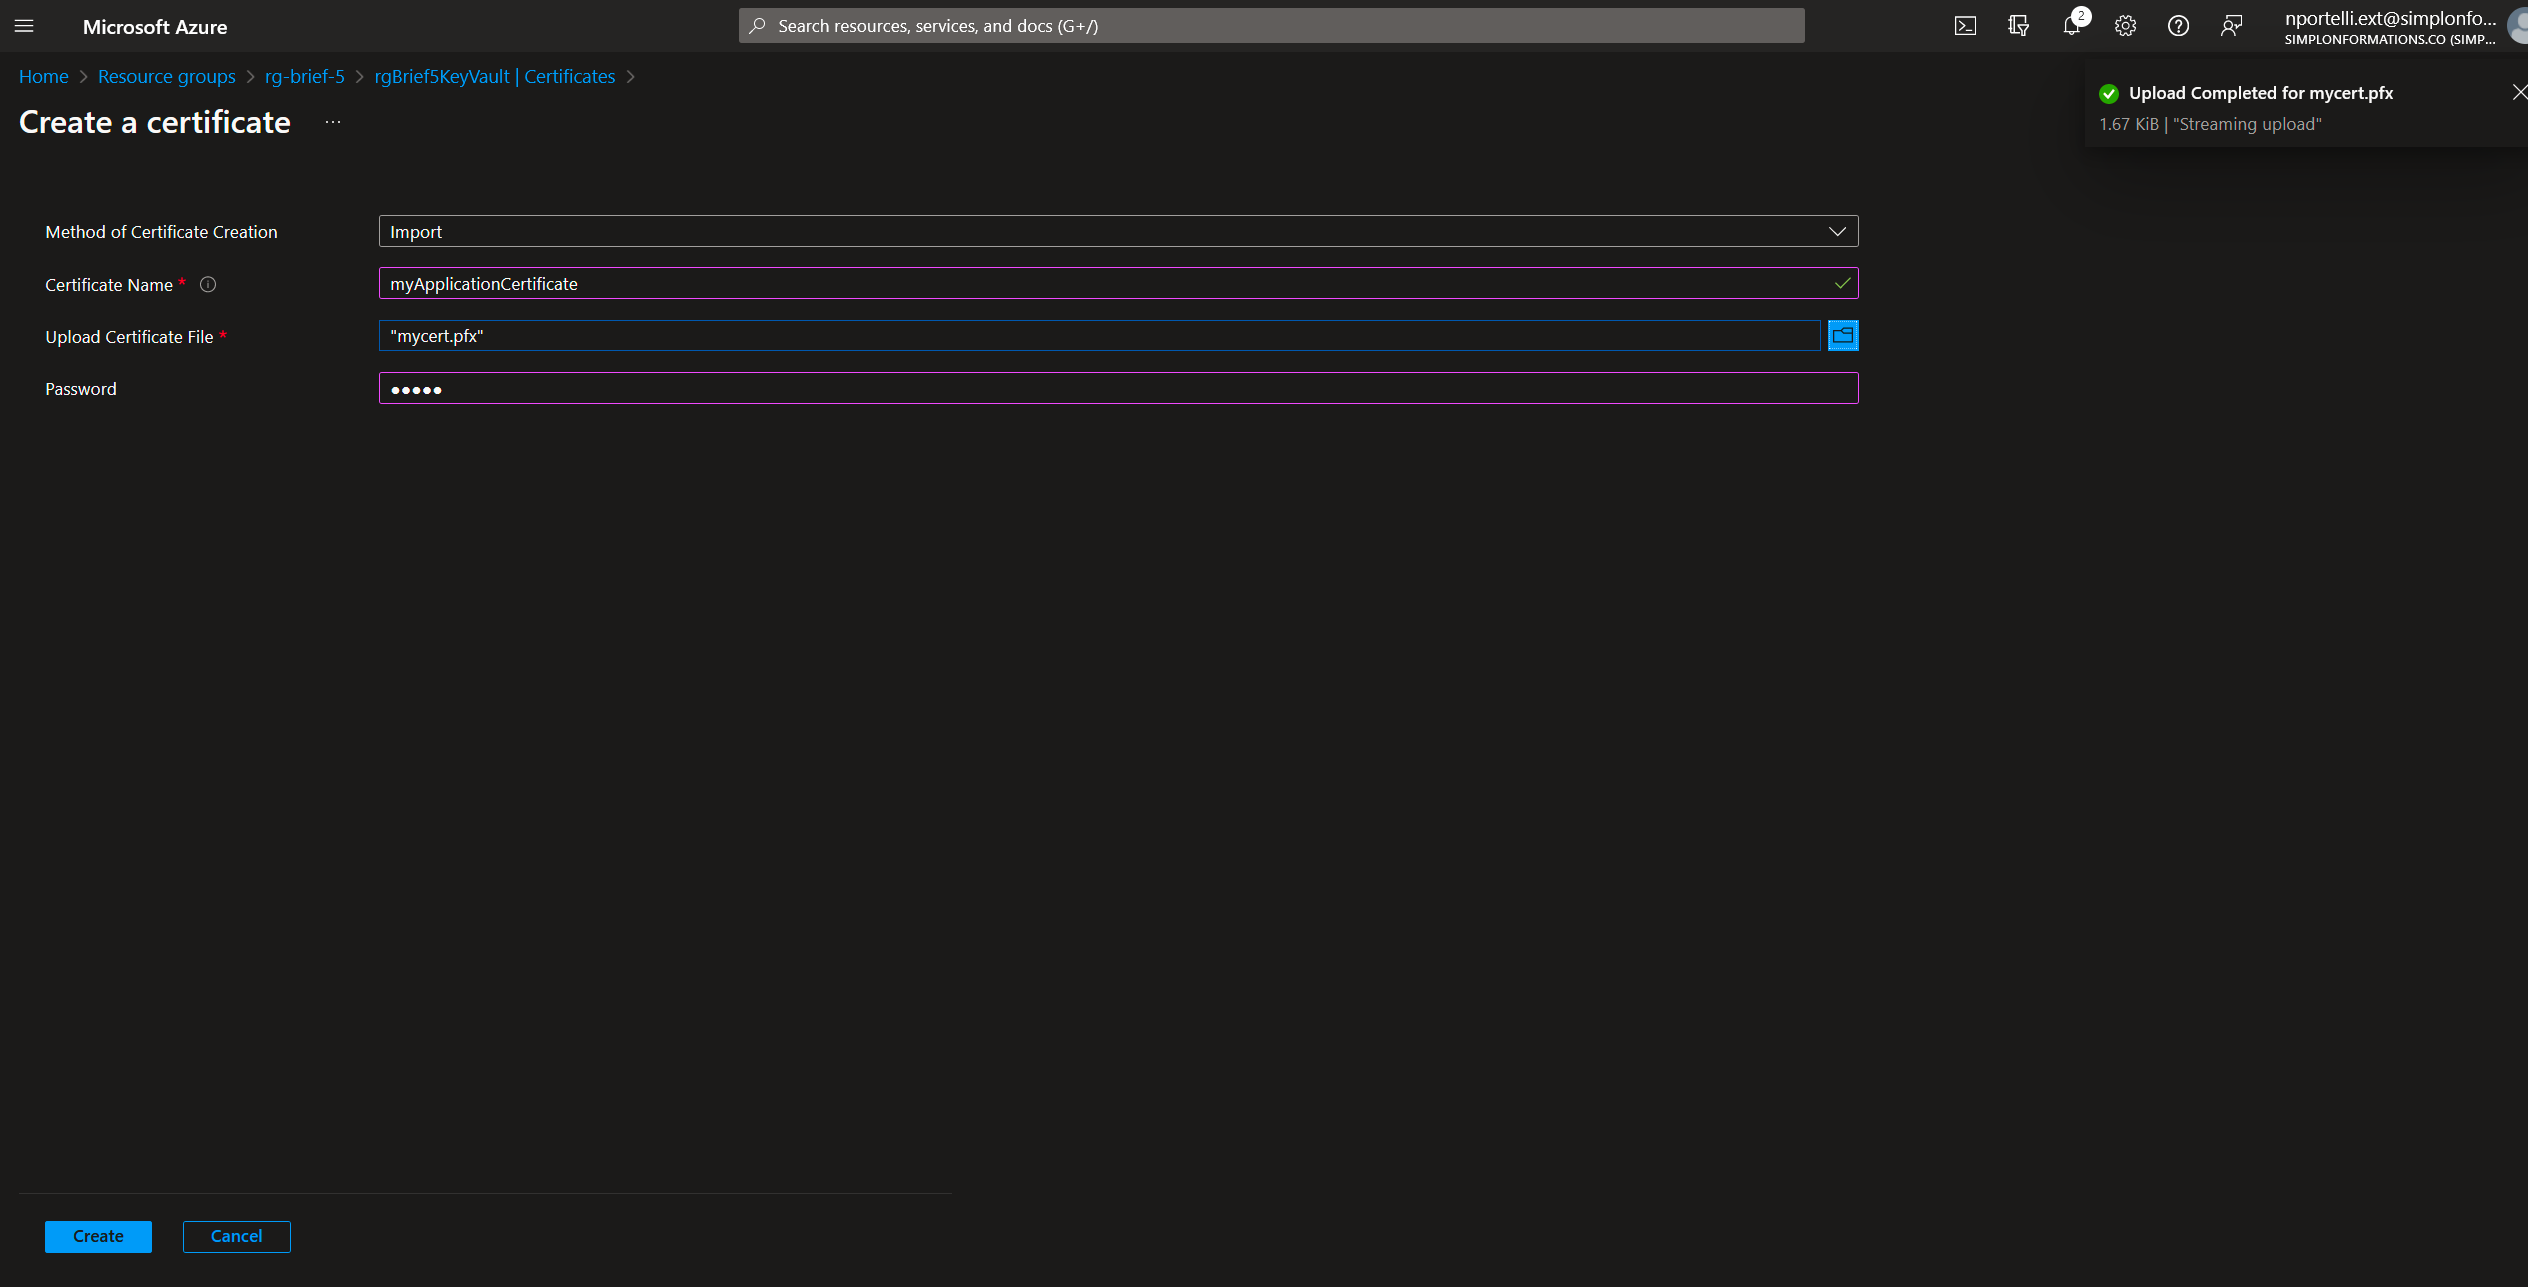 Microsoft Azure
Search resources, services, and docs (G+/)
2
nportelli.ext@simplonfo...
SIMPLONFORMATIONS.CO (SIMP...
Home > Resource groups > rg-brief-5 > rgBrief5KeyVault | Certificates >
Create a certificate ...
Upload Completed for mycert.pfx
1.67 KiB | "Streaming upload"
Method of Certificate Creation
Import
Certificate Name *
myApplicationCertificate
Upload Certificate File *
"mycert.pfx"
Password
●●●●●
Create
Cancel